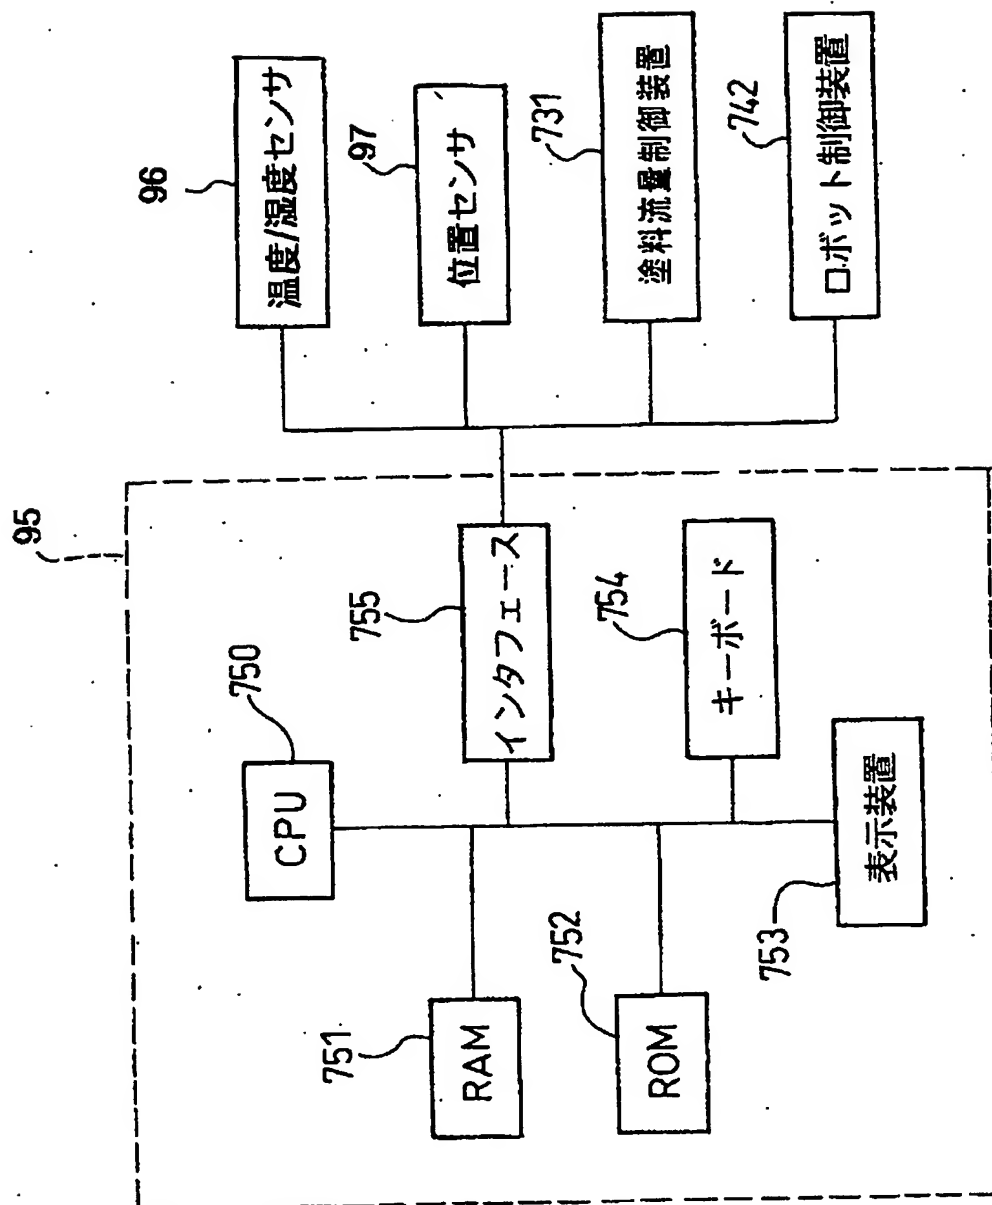 95
CPU
750
RAM
751
ROM
752
表示装置
753
キーボード
754
インタフェース
755
温度/湿度センサ
96
位置センサ
97
塗料流量制御装置
731
ロボット制御装置
742